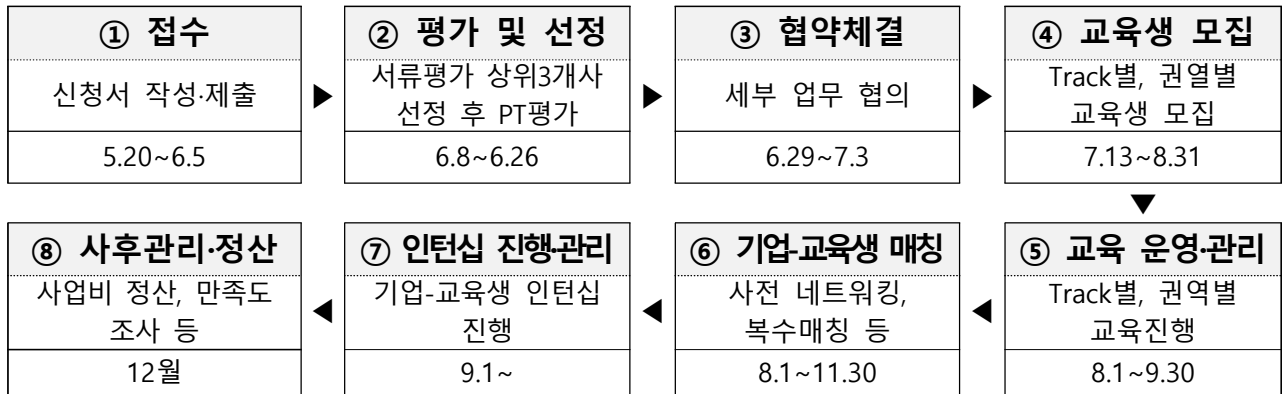 ① 접수
신청서 작성·제출
5.20~6.5
▶
② 평가 및 선정
서류평가 상위3개사
선정 후 PT평가
6.8~6.26
▶
③ 협약체결
세부 업무 협의
6.29~7.3
▶
④ 교육생 모집
Track별, 권열별
교육생 모집
7.13~8.31
▼
⑤ 교육 운영·관리
Track별, 권역별
교육진행
8.1~9.30
◀
⑥ 기업-교육생 매칭
사전 네트워킹,
복수매칭 등
8.1~11.30
◀
⑦ 인턴십 진행·관리
기업-교육생 인턴십
진행
9.1~
◀
⑧ 사후관리·정산
사업비 정산, 만족도
조사 등
12월